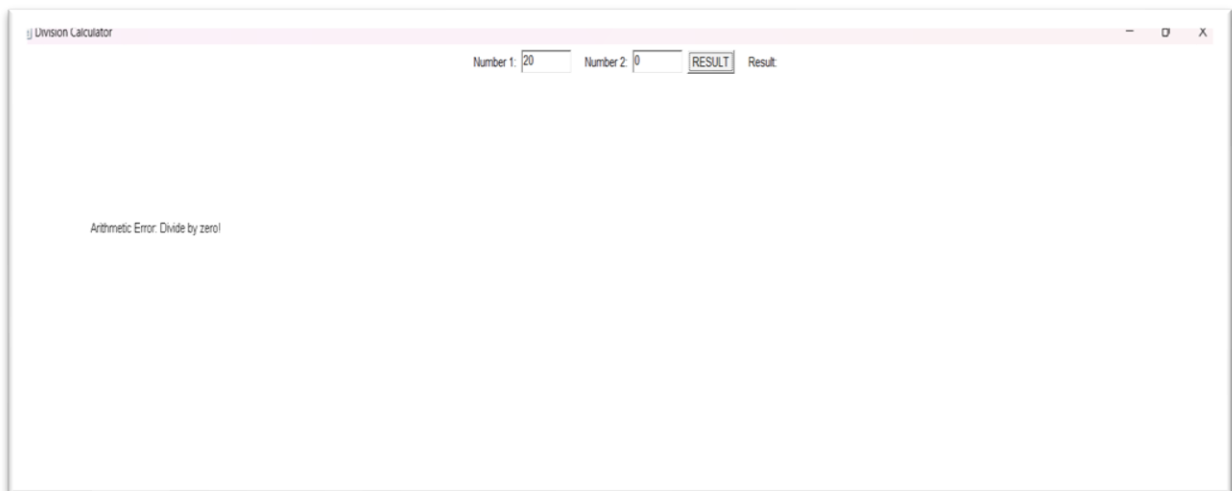 Division Calculator
Number 1: 20 Number 2: 0 RESULT Result:
Arithmetic Error: Divide by zero!